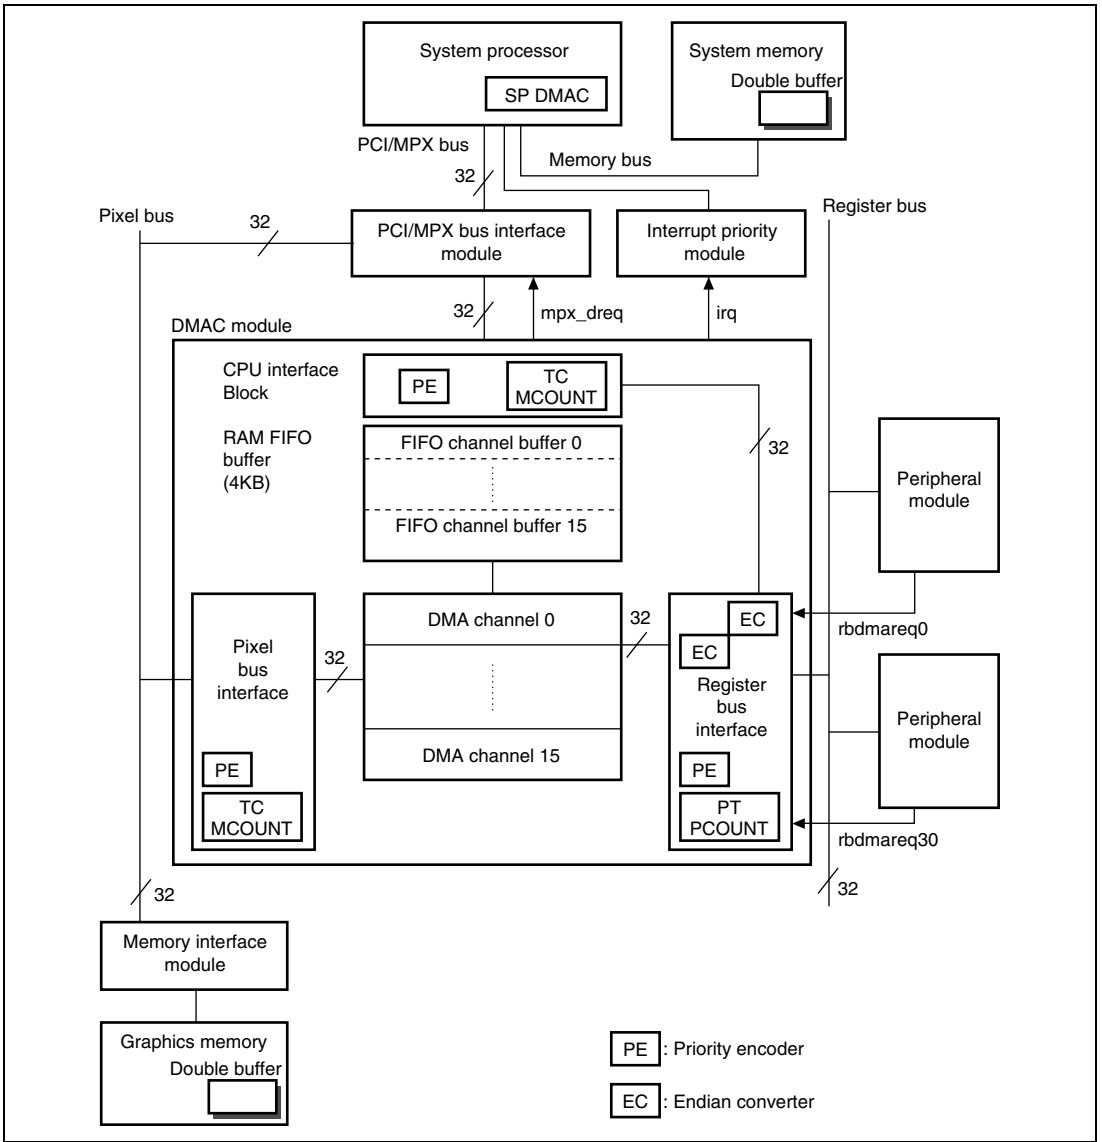 System processor
SP DMAC
System memory
Double buffer
PCI/MPX bus
32
Memory bus
Pixel bus
32
PCI/MPX bus interface
module
Interrupt priority
module
Register bus
32
mpx_dreq
irq
DMAC module
CPU interface
Block
PE
TC
MCOUNT
RAM FIFO
buffer
(4KB)
FIFO channel buffer 0
FIFO channel buffer 15
32
Peripheral
module
rbdmareq0
Pixel
bus
interface
32
DMA channel 0
DMA channel 15
32
EC
EC
Register
bus
interface
PE
TC
MCOUNT
PE
PT
PCOUNT
Peripheral
module
rbdmareq30
32
32
Memory interface
module
Graphics memory
Double buffer
PE : Priority encoder
EC : Endian converter